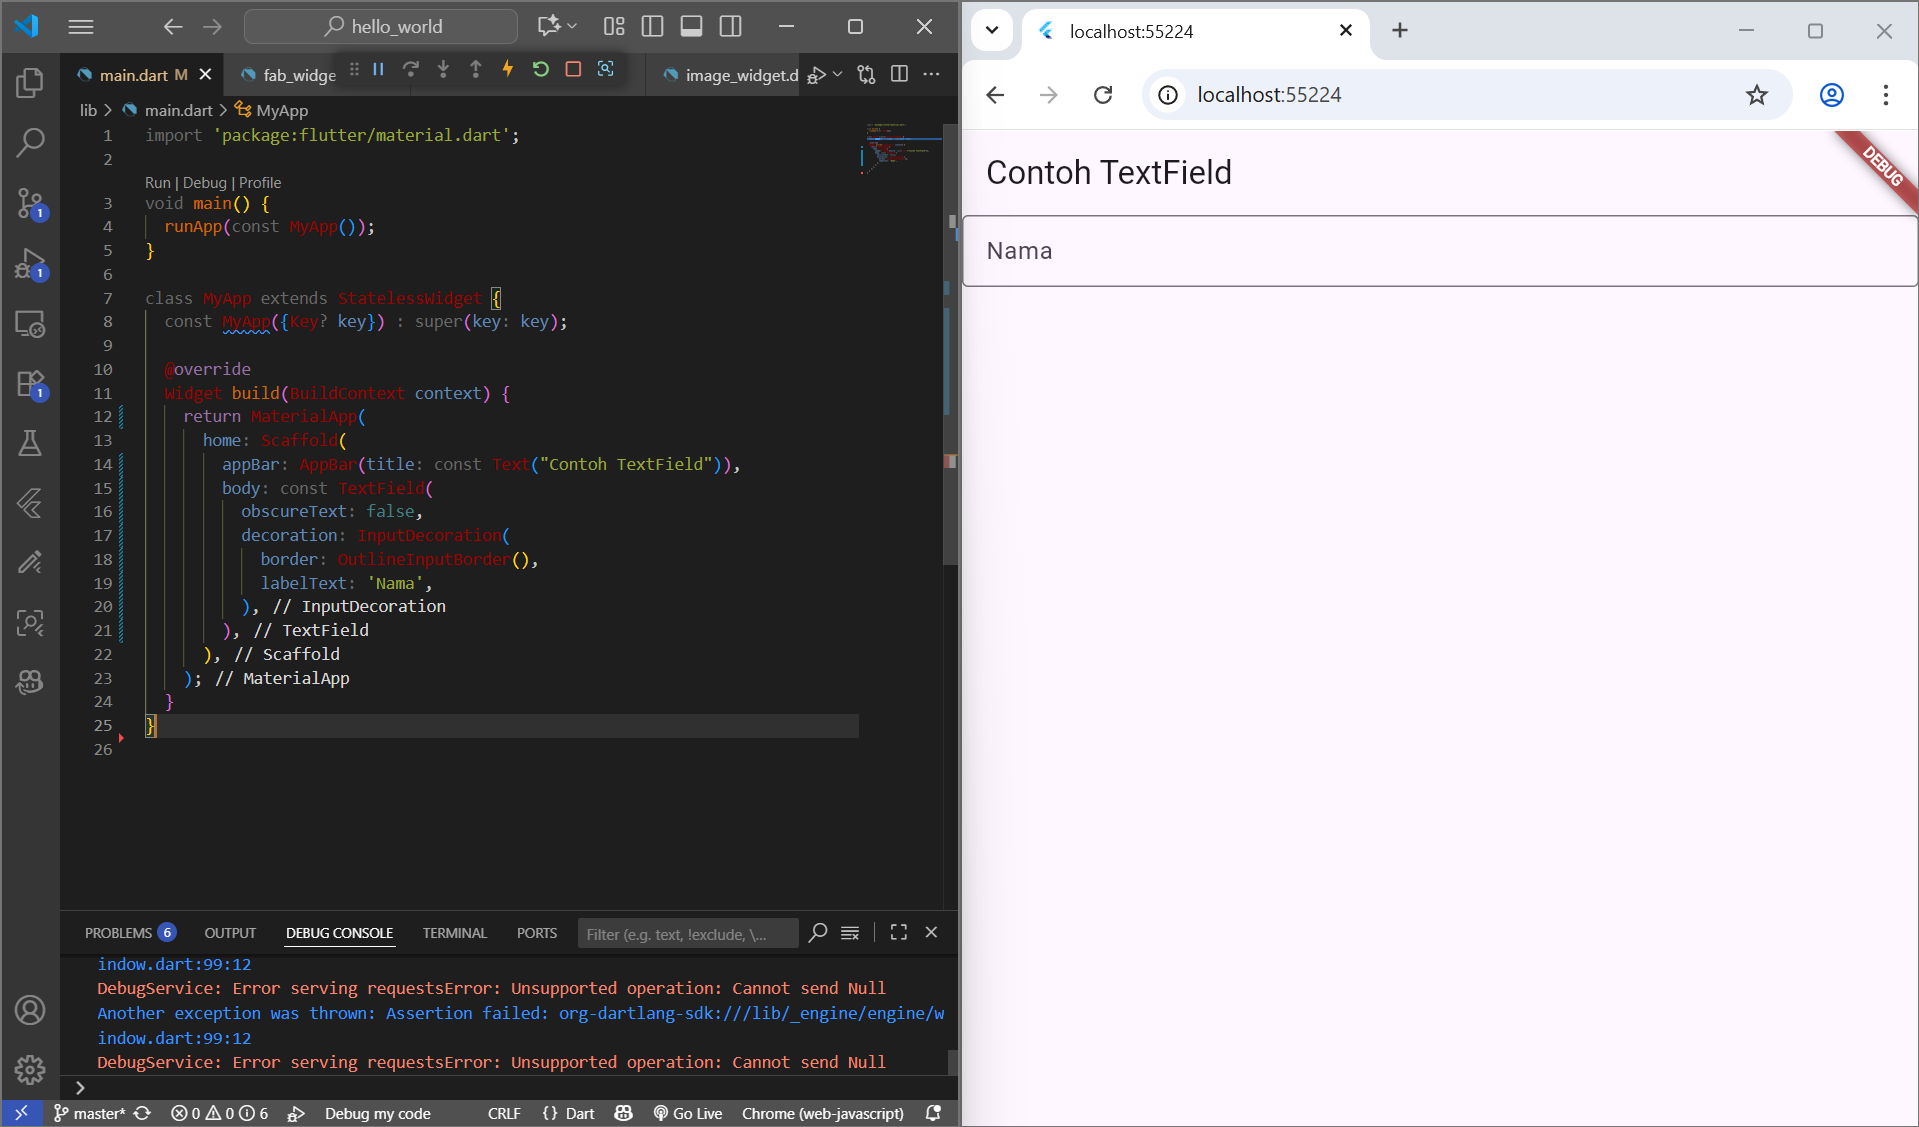 hello_world
main.dart M
fab_widge
image_widget.d
lib > main.dart > MyApp
1 import 'package:flutter/material.dart';
2
Run | Debug | Profile
3 void main() {
4 runApp(const MyApp());
5 }
6
7 class MyApp extends StatelessWidget {
8 const MyApp({Key? key}) : super(key: key);
9
10 @override
11 Widget build(BuildContext context) {
12 return MaterialApp(
13 home: Scaffold(
14 appBar: AppBar(title: const Text("Contoh TextField")),
15 body: const TextField(
16 obscureText: false,
17 decoration: InputDecoration(
18 border: OutlineInputBorder(),
19 labelText: 'Nama',
20 ), // InputDecoration
21 ), // TextField
22 ), // Scaffold
23 ); // MaterialApp
24 }
25 }
26
1
1
1
PROBLEMS 6 OUTPUT DEBUG CONSOLE TERMINAL PORTS Filter (e.g. text, !exclude, \...
indow.dart:99:12
DebugService: Error serving requestsError: Unsupported operation: Cannot send Null
Another exception was thrown: Assertion failed: org-dartlang-sdk:///lib/_engine/engine/w
indow.dart:99:12
DebugService: Error serving requestsError: Unsupported operation: Cannot send Null
>
master* 0 0 6 Debug my code CRLF {} Dart Go Live Chrome (web-javascript)
localhost:55224
localhost:55224
Contoh TextField
DEBUG
Nama